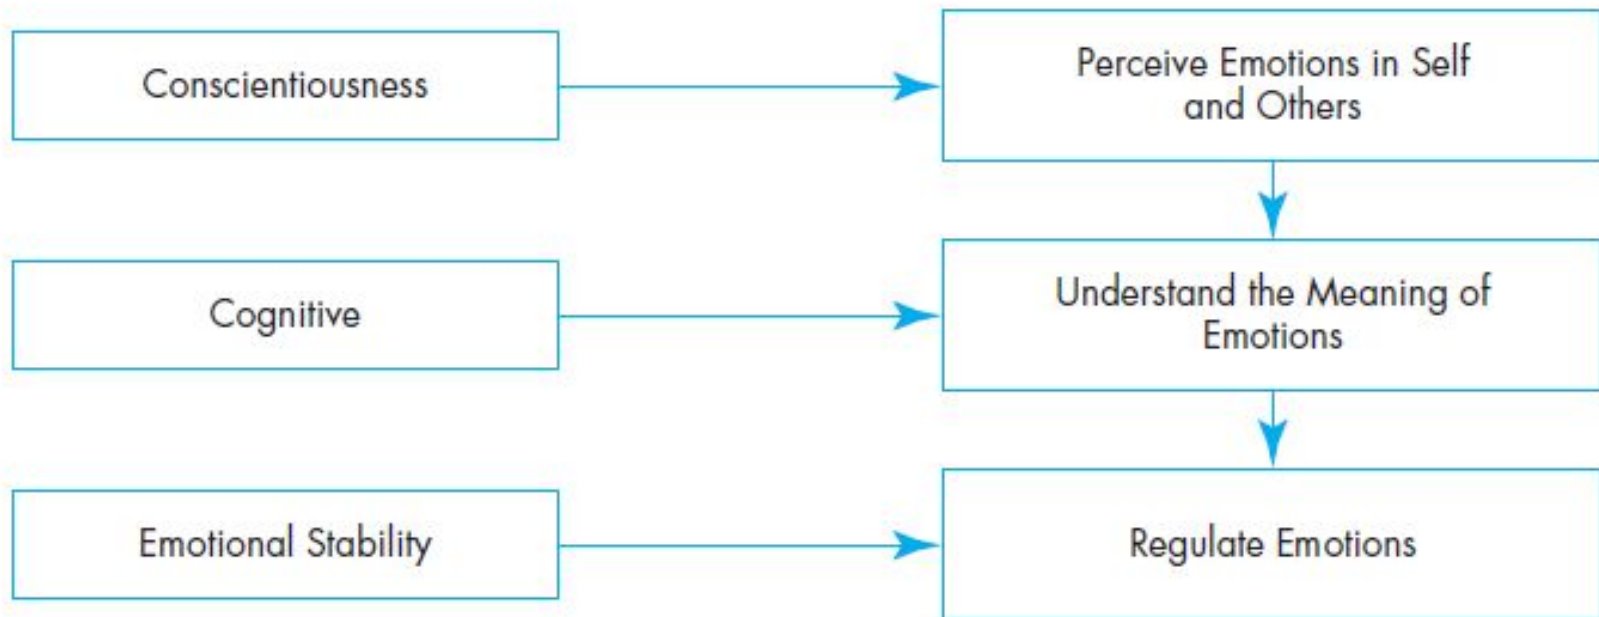 Conscientiousness
Perceive Emotions in Self
and Others
Cognitive
Understand the Meaning of
Emotions
Emotional Stability
Regulate Emotions